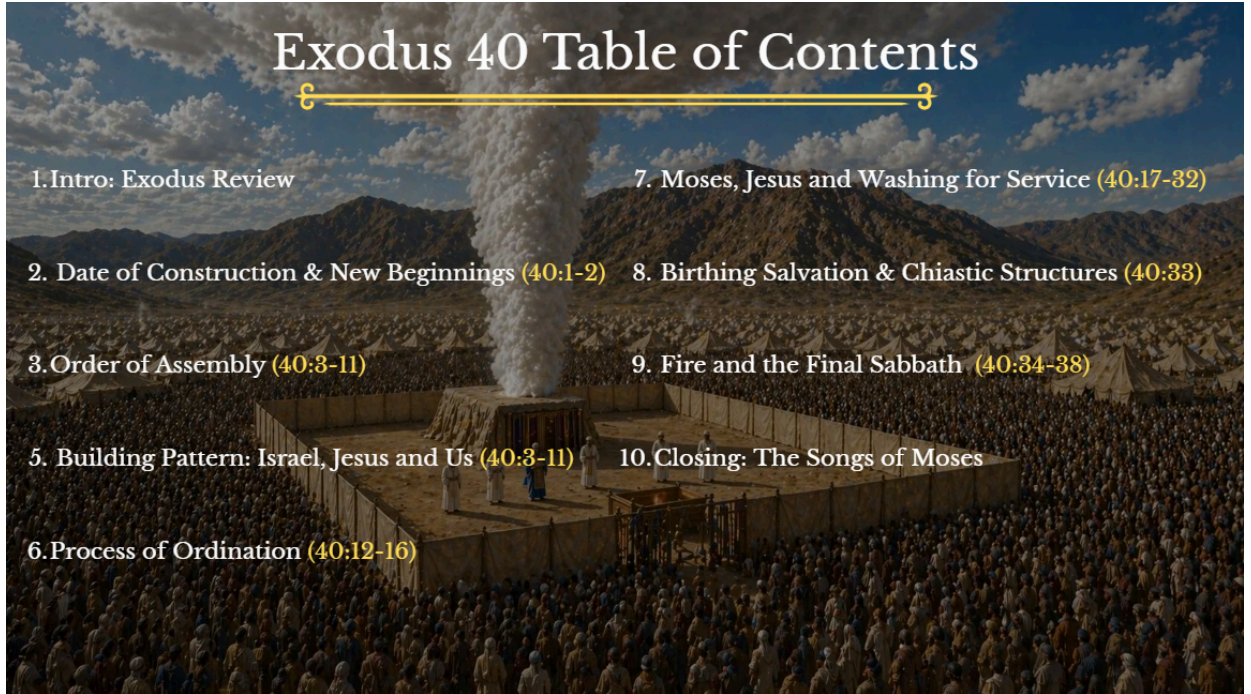 Exodus 40 Table of Contents
1. Intro: Exodus Review
2. Date of Construction & New Beginnings (40:1-2)
3. Order of Assembly (40:3-11)
5. Building Pattern: Israel, Jesus and Us (40:3-11)
6. Process of Ordination (40:12-16)
7. Moses, Jesus and Washing for Service (40:17-32)
8. Birthing Salvation & Chiastic Structures (40:33)
9. Fire and the Final Sabbath (40:34-38)
10. Closing: The Songs of Moses